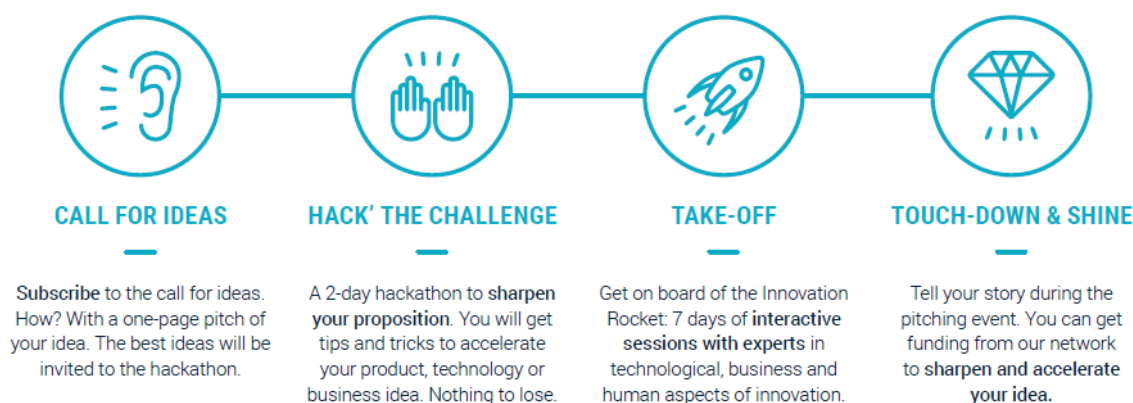 CALL FOR IDEAS
Subscribe to the call for ideas.
How? With a one-page pitch of
your idea. The best ideas will be
invited to the hackathon.
HACK' THE CHALLENGE
A 2-day hackathon to sharpen
your proposition. You will get
tips and tricks to accelerate
your product, technology or
business idea. Nothing to lose.
TAKE-OFF
Get on board of the Innovation
Rocket: 7 days of interactive
sessions with experts in
technological, business and
human aspects of innovation.
TOUCH-DOWN & SHINE
Tell your story during the
pitching event. You can get
funding from our network
to sharpen and accelerate
your idea.